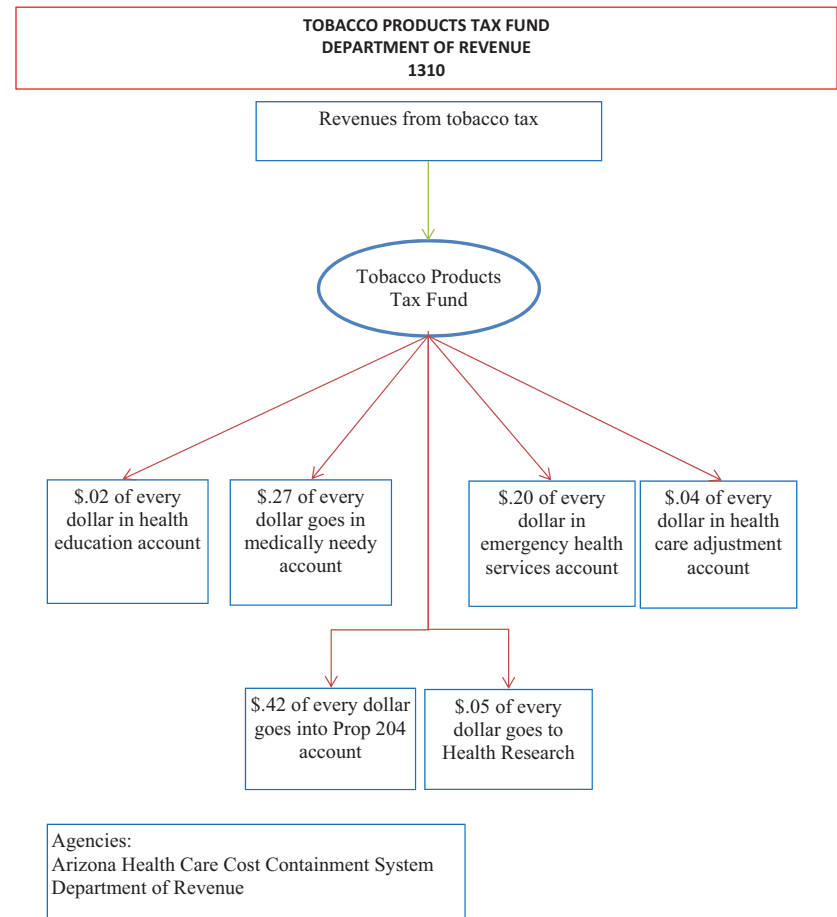 TOBACCO PRODUCTS TAX FUND
DEPARTMENT OF REVENUE
1310
Revenues from tobacco tax
Tobacco Products
Tax Fund
$.02 of every
dollar in health
education account
$.27 of every
dollar goes in
medically needy
account
$.20 of every
dollar in
emergency health
services account
$.04 of every
dollar in health
care adjustment
account
$.42 of every dollar
goes into Prop 204
account
$.05 of every
dollar goes to
Health Research
Agencies:
Arizona Health Care Cost Containment System
Department of Revenue